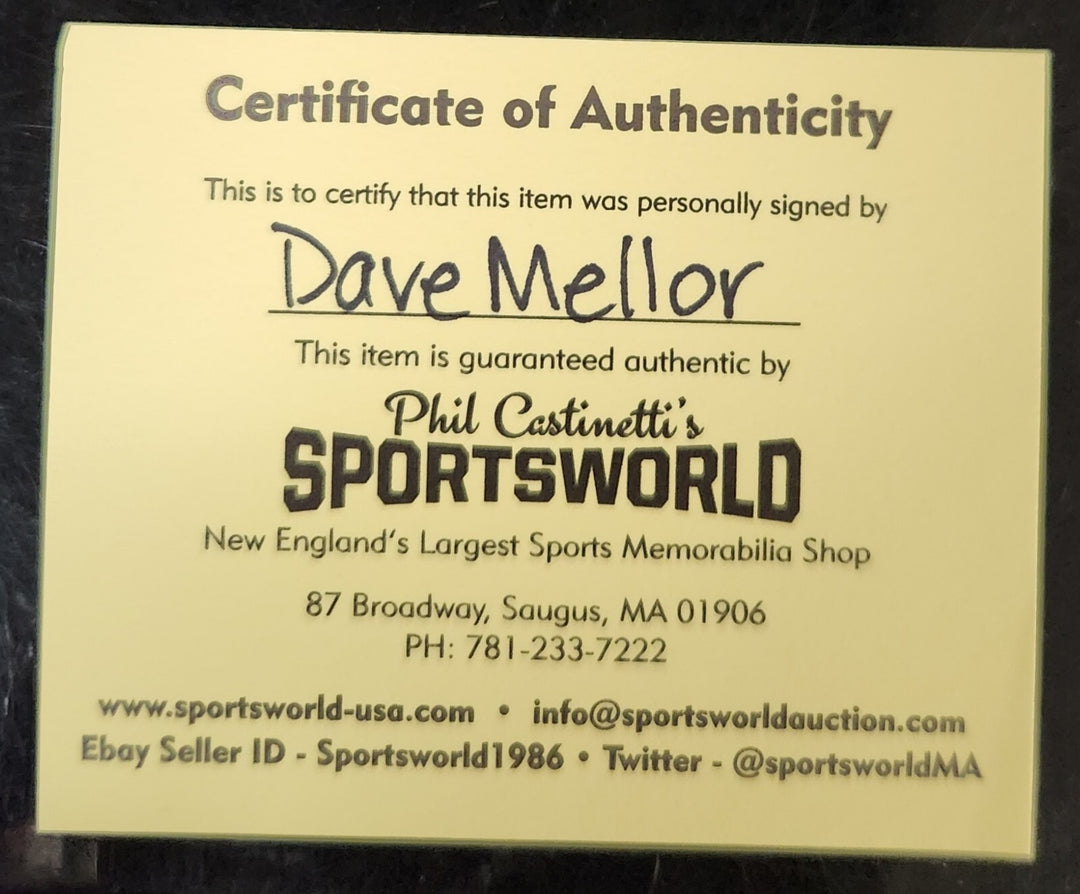 Certificate of Authenticity
This is to certify that this item was personally signed by
Dave Mellor
This item is guaranteed authentic by
Phil Castinetti's
SPORTSWORLD
New England's Largest Sports Memorabilia Shop
87 Broadway, Saugus, MA 01906
PH: 781-233-7222
www.sportsworld-usa.com • info@sportsworldauction.com
Ebay Seller ID - Sportsworld1986 • Twitter - @sportsworldMA